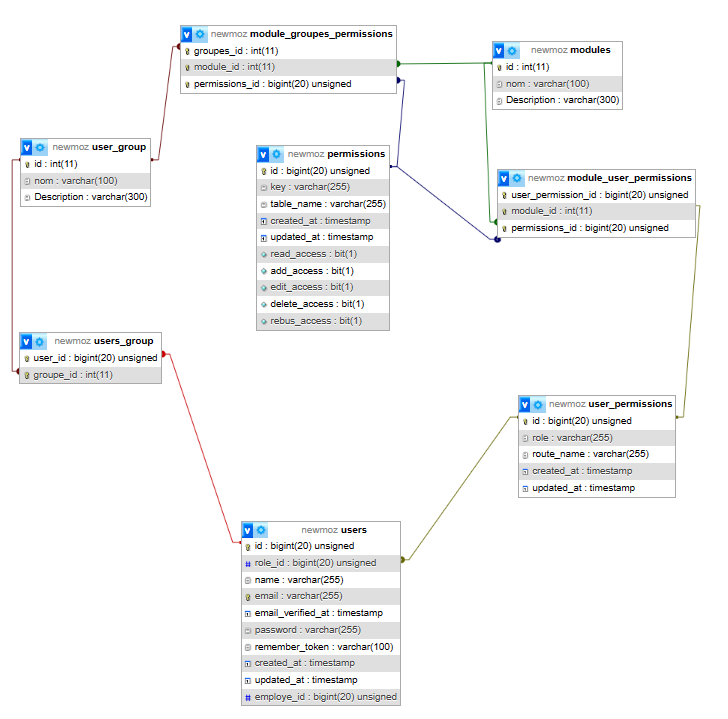 newmoz module_groupes_permissions
groupes_id : int(11)
module_id : int(11)
permissions_id : bigint(20) unsigned
newmoz modules
id : int(11)
nom : varchar(100)
Description : varchar(300)
newmoz user_group
id : int(11)
nom : varchar(100)
Description : varchar(300)
newmoz permissions
id : bigint(20) unsigned
key : varchar(255)
table_name : varchar(255)
created_at : timestamp
updated_at : timestamp
read_access : bit(1)
add_access : bit(1)
edit_access : bit(1)
delete_access : bit(1)
rebus_access : bit(1)
newmoz module_user_permissions
user_permission_id : bigint(20) unsigned
module_id : int(11)
permissions_id : bigint(20) unsigned
newmoz users_group
user_id : bigint(20) unsigned
groupe_id : int(11)
newmoz user_permissions
id : bigint(20) unsigned
role : varchar(255)
route_name : varchar(255)
created_at : timestamp
updated_at : timestamp
newmoz users
id : bigint(20) unsigned
role_id : bigint(20) unsigned
name : varchar(255)
email : varchar(255)
email_verified_at : timestamp
password : varchar(255)
remember_token : varchar(100)
created_at : timestamp
updated_at : timestamp
employe_id : bigint(20) unsigned